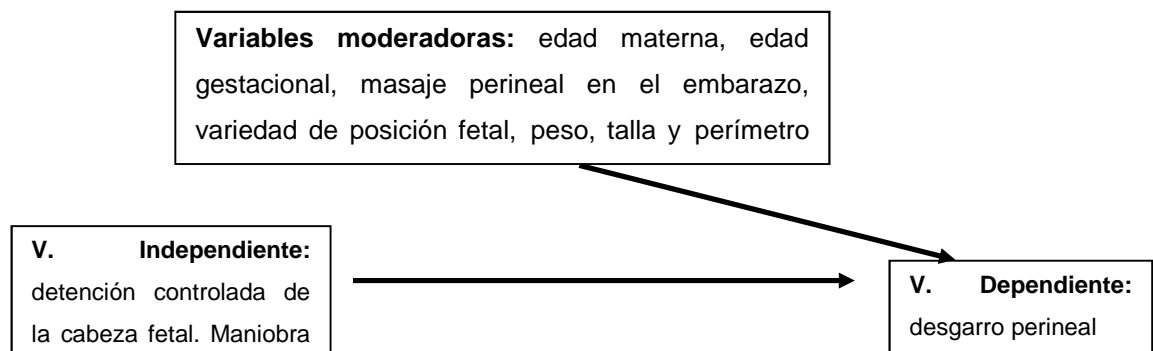 Variables moderadoras: edad materna, edad
gestacional, masaje perineal en el embarazo,
variedad de posición fetal, peso, talla y perímetro
V. Independiente:
detención controlada de
la cabeza fetal. Maniobra
V. Dependiente:
desgarro perineal